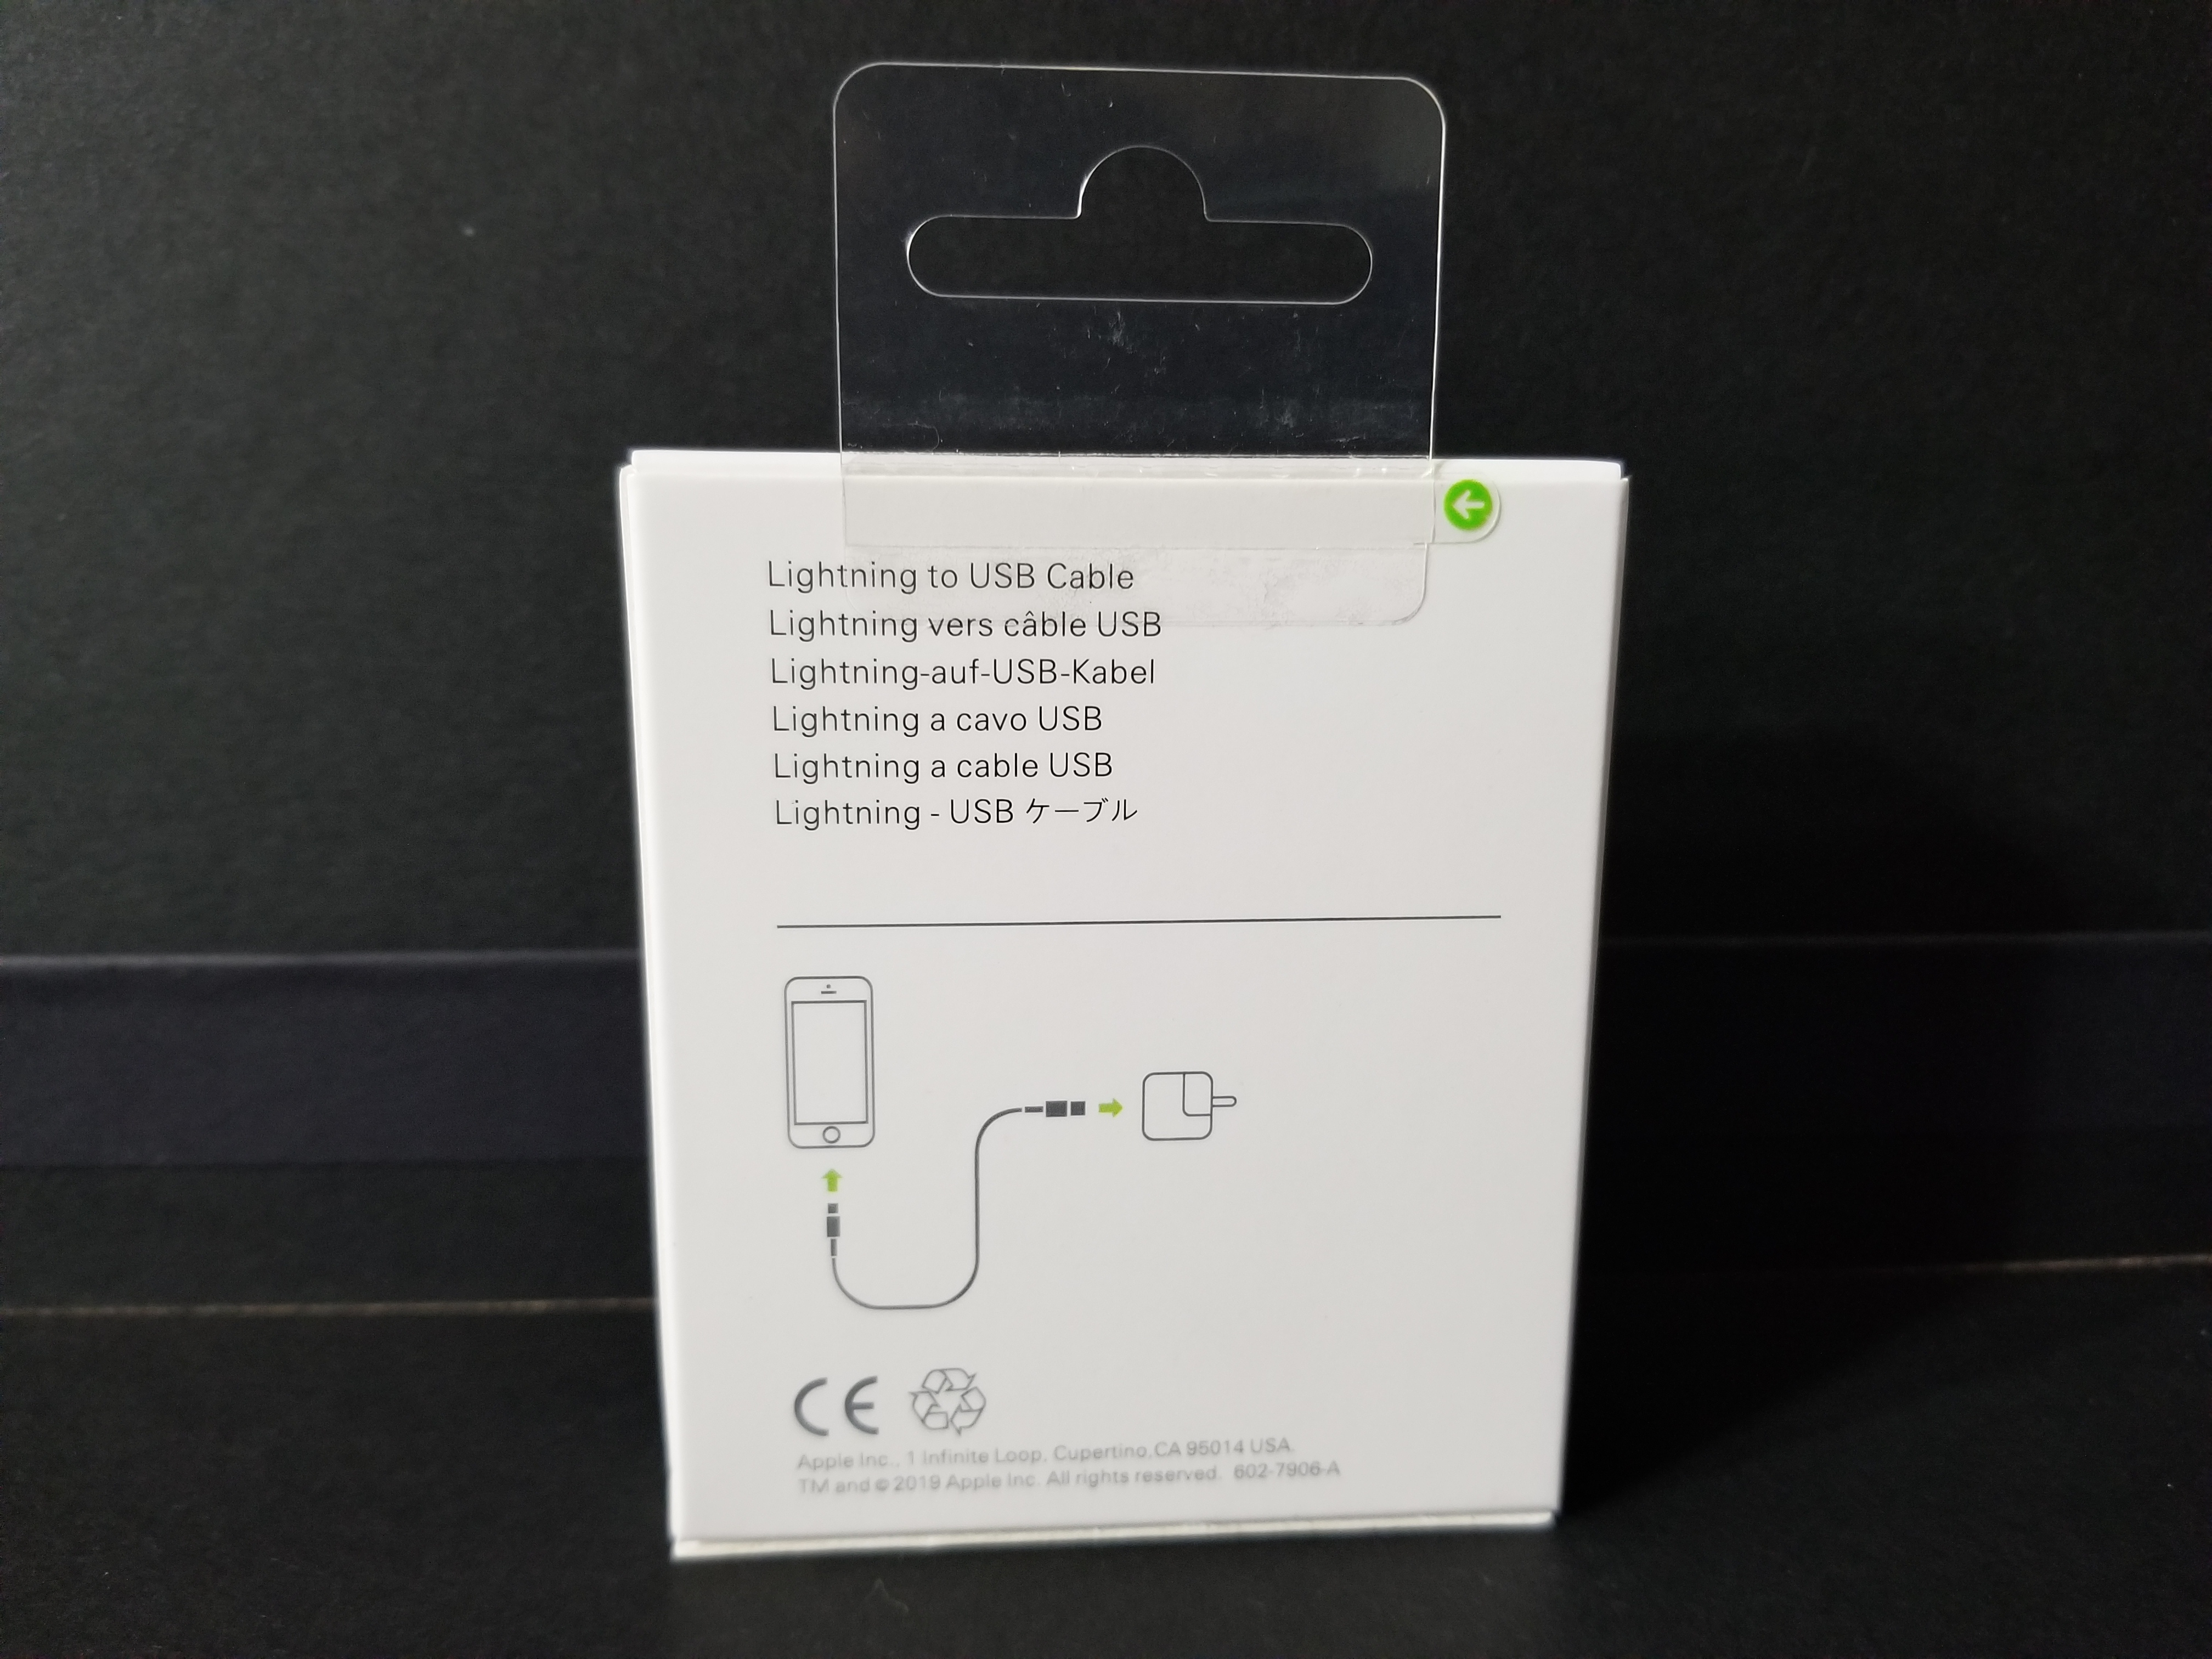 Lightning to USB Cable
Lightning vers câble USB
Lightning-auf-USB-Kabel
Lightning a cavo USB
Lightning a cable USB
Lightning - USB ケーブル
CE
Apple Inc., 1 Infinite Loop, Cupertino,CA 95014 USA.
TM and © 2019 Apple Inc. All rights reserved. 602-7906-A